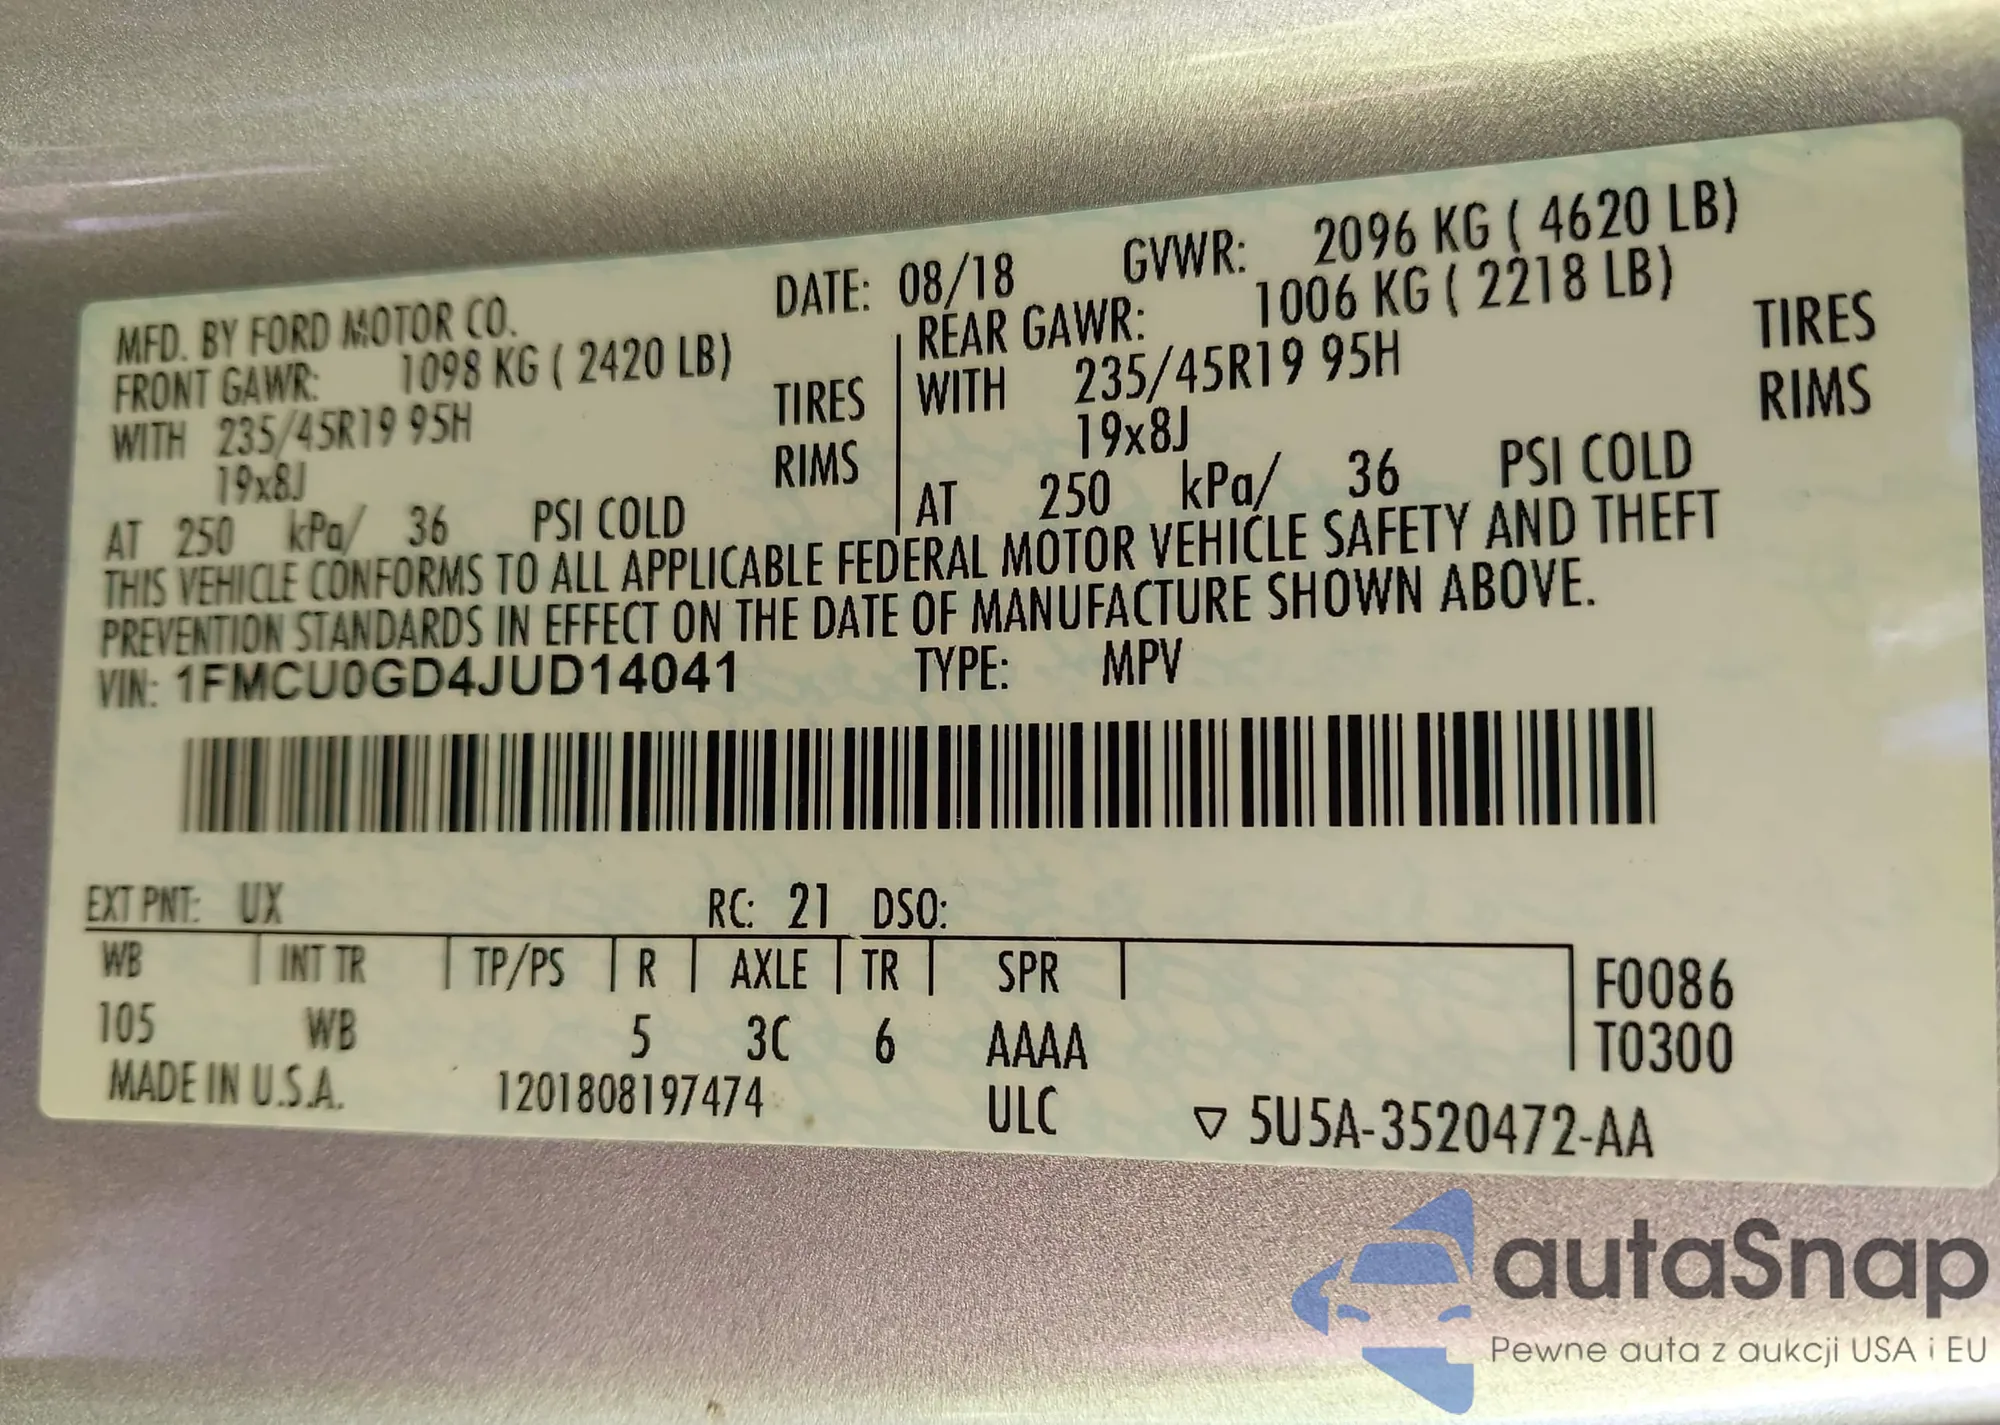 MFD. BY FORD MOTOR CO. DATE: 08/18 GVWR: 2096 KG ( 4620 LB)
FRONT GAWR: 1098 KG ( 2420 LB) REAR GAWR: 1006 KG ( 2218 LB)
WITH 235/45R19 95H TIRES WITH 235/45R19 95H TIRES
19x8J RIMS 19x8J RIMS
AT 250 kPa/ 36 PSI COLD AT 250 kPa/ 36 PSI COLD
THIS VEHICLE CONFORMS TO ALL APPLICABLE FEDERAL MOTOR VEHICLE SAFETY AND THEFT
PREVENTION STANDARDS IN EFFECT ON THE DATE OF MANUFACTURE SHOWN ABOVE.
VIN: 1FMCU0GD4JUD14041 TYPE: MPV
EXT PNT: UX RC: 21 DSO:
WB INT TR TP/PS R AXLE TR SPR F0086
105 WB 5 3C 6 AAAA T0300
MADE IN U.S.A. 1201808197474 ULC ▽ 5U5A-3520472-AA
autaSnap
Pewne auta z aukcji USA i EU